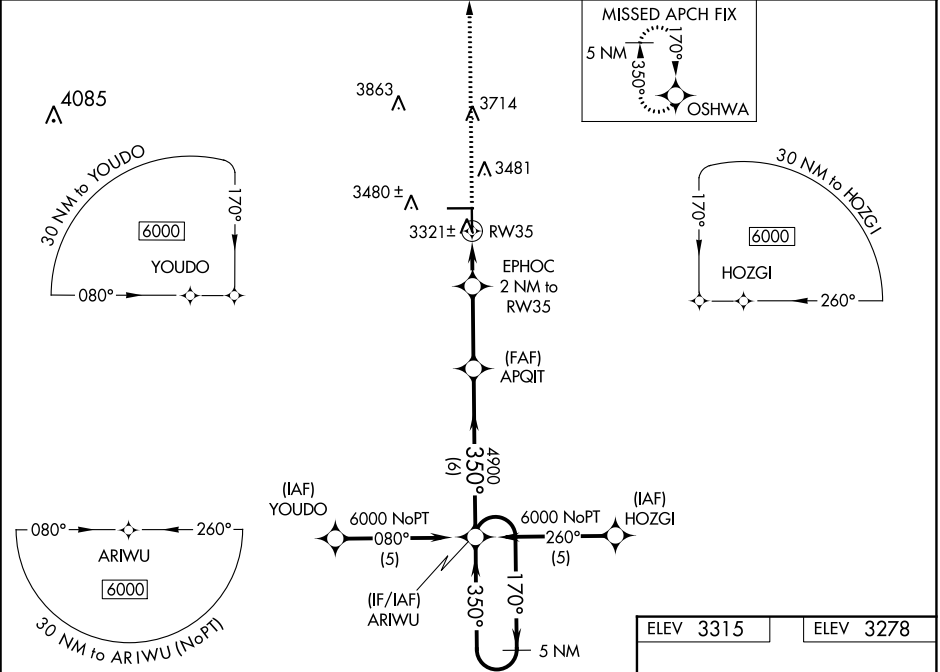 MISSED APCH FIX
5 NM
170°
350°
OSHWA
4085
3863
3714
3481
3480 ±
3321±
RW35
30 NM to YOUDO
170°
6000
YOUDO
080°
30 NM to HOZGI
170°
6000
HOZGI
260°
EPHOC
2 NM to
RW35
(FAF)
APQIT
4900
350°
(6)
(IAF)
YOUDO
6000 NoPT
080°
(5)
(IAF)
HOZGI
6000 NoPT
260°
(5)
080°
260°
ARIWU
6000
30 NM to ARIWU (NoPT)
(IF/IAF)
ARIWU
350°
170°
5 NM
ELEV 3315
ELEV 3278